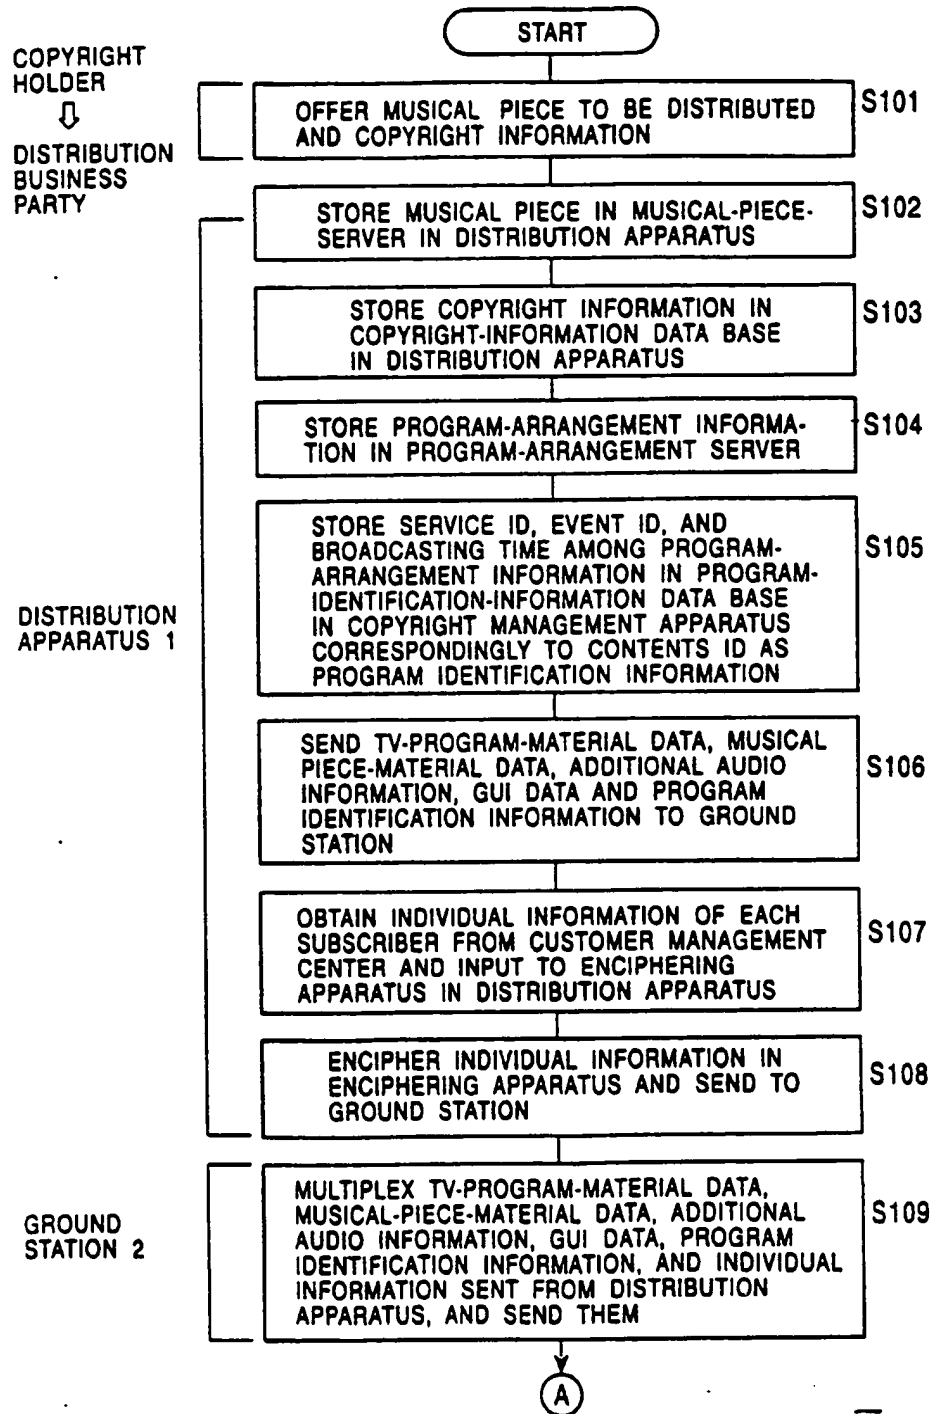 START
COPYRIGHT
HOLDER
DISTRIBUTION
BUSINESS
PARTY
OFFER MUSICAL PIECE TO BE DISTRIBUTED
AND COPYRIGHT INFORMATION
S101
STORE MUSICAL PIECE IN MUSICAL-PIECE-
SERVER IN DISTRIBUTION APPARATUS
S102
STORE COPYRIGHT INFORMATION IN
COPYRIGHT-INFORMATION DATA BASE
IN DISTRIBUTION APPARATUS
S103
STORE PROGRAM-ARRANGEMENT INFORMA-
TION IN PROGRAM-ARRANGEMENT SERVER
S104
DISTRIBUTION
APPARATUS 1
STORE SERVICE ID, EVENT ID, AND
BROADCASTING TIME AMONG PROGRAM-
ARRANGEMENT INFORMATION IN PROGRAM-
IDENTIFICATION-INFORMATION DATA BASE
IN COPYRIGHT MANAGEMENT APPARATUS
CORRESPONDINGLY TO CONTENTS ID AS
PROGRAM IDENTIFICATION INFORMATION
S105
SEND TV-PROGRAM-MATERIAL DATA, MUSICAL
PIECE-MATERIAL DATA, ADDITIONAL AUDIO
INFORMATION, GUI DATA AND PROGRAM
IDENTIFICATION INFORMATION TO GROUND
STATION
S106
OBTAIN INDIVIDUAL INFORMATION OF EACH
SUBSCRIBER FROM CUSTOMER MANAGEMENT
CENTER AND INPUT TO ENCIPHERING
APPARATUS IN DISTRIBUTION APPARATUS
S107
ENCIPHER INDIVIDUAL INFORMATION IN
ENCIPHERING APPARATUS AND SEND TO
GROUND STATION
S108
GROUND
STATION 2
MULTIPLEX TV-PROGRAM-MATERIAL DATA,
MUSICAL-PIECE-MATERIAL DATA, ADDITIONAL
AUDIO INFORMATION, GUI DATA, PROGRAM
IDENTIFICATION INFORMATION, AND INDIVIDUAL
INFORMATION SENT FROM DISTRIBUTION
APPARATUS, AND SEND THEM
S109
A